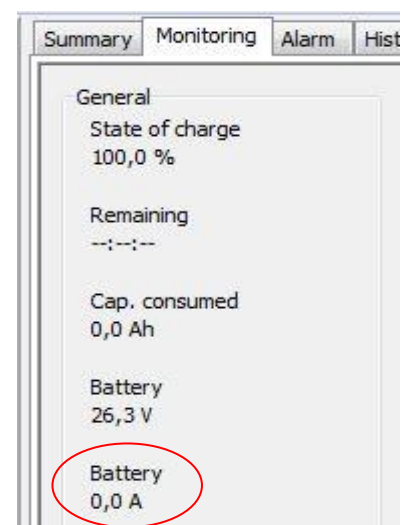 Summary Monitoring Alarm Hist
General
State of charge
100,0 %
Remaining
--:--:--
Cap. consumed
0,0 Ah
Battery
26,3 V
Battery
0,0 A